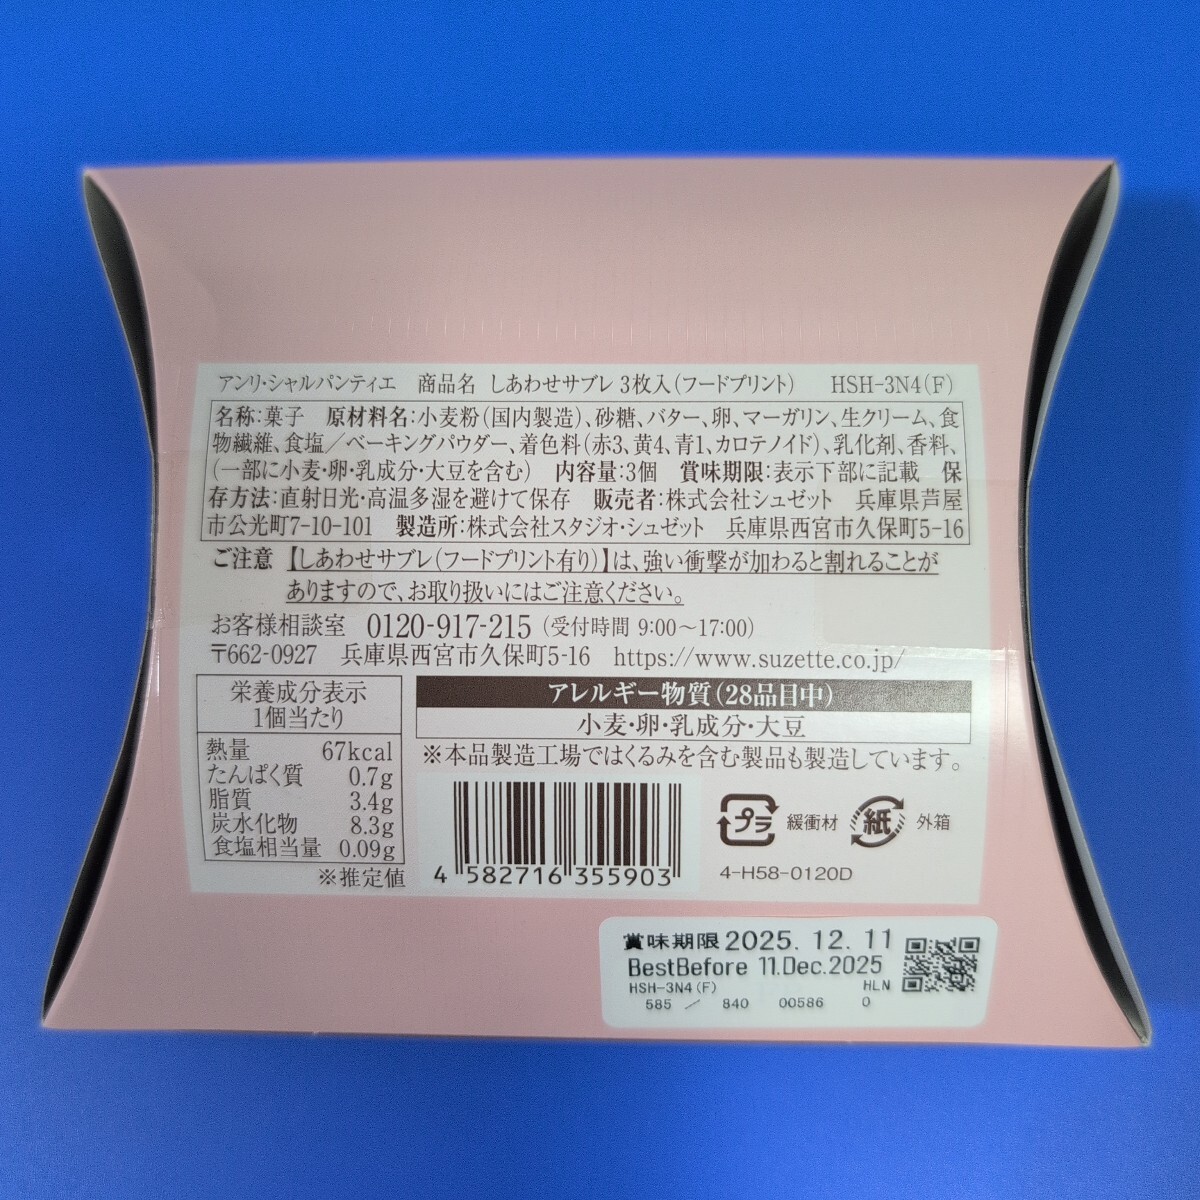 アンリ・シャルパンティエ 商品名 しあわせサブレ 3枚入(フードプリント) HSH-3N4(F)
名称:菓子 原材料名:小麦粉(国内製造)、砂糖、バター、卵、マーガリン、生クリーム、食
物繊維、食塩／ベーキングパウダー、着色料(赤3、黄4、青1、カロテノイド)、乳化剤、香料、
(一部に小麦・卵・乳成分・大豆を含む) 内容量:3個 賞味期限:表示下部に記載 保
存方法:直射日光・高温多湿を避けて保存 販売者:株式会社シュゼット 兵庫県芦屋
市公光町7-10-101 製造所:株式会社スタジオ・シュゼット 兵庫県西宮市久保町5-16
ご注意 【しあわせサブレ(フードプリント有り)】は、強い衝撃が加わると割れることが
ありますので、お取り扱いにはご注意ください。
お客様相談室 0120-917-215 (受付時間 9:00〜17:00)
〒662-0927 兵庫県西宮市久保町5-16 https://www.suzette.co.jp/
栄養成分表示
1個当たり
熱量 67kcal
たんぱく質 0.7g
脂質 3.4g
炭水化物 8.3g
食塩相当量 0.09g
※推定値
アレルギー物質(28品目中)
小麦・卵・乳成分・大豆
※本品製造工場ではくるみを含む製品も製造しています。
4 582716 355903
プラ 緩衝材 紙 外箱
4-H58-0120D
賞味期限 2025. 12. 11
BestBefore 11.Dec.2025
HSH-3N4(F) HLN
585 ／ 840 00586 0